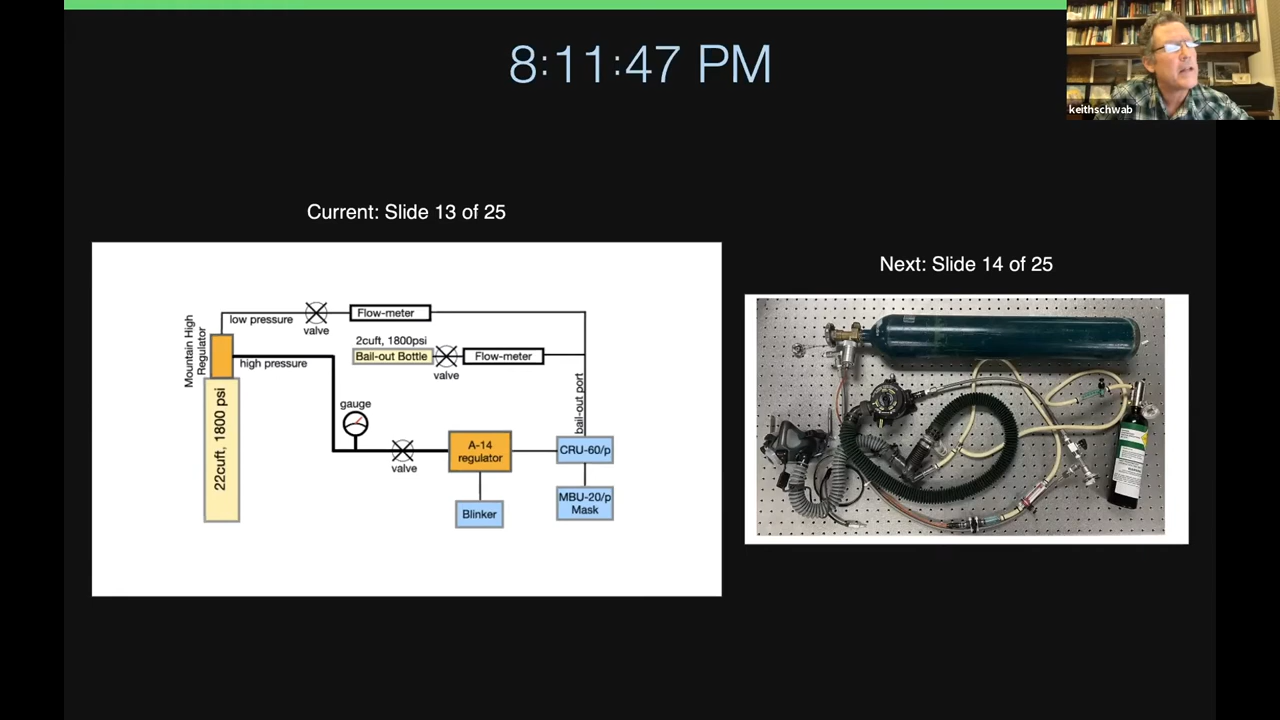 8:11:47 PM
keithschwab
Current: Slide 13 of 25
Next: Slide 14 of 25
Mountain High
Regulator
low pressure
valve
Flow-meter
2cuft, 1800psi
Bail-out Bottle
valve
Flow-meter
high pressure
22cuft, 1800 psi
gauge
valve
A-14
regulator
Blinker
bail-out port
CRU-60/p
MBU-20/p
Mask